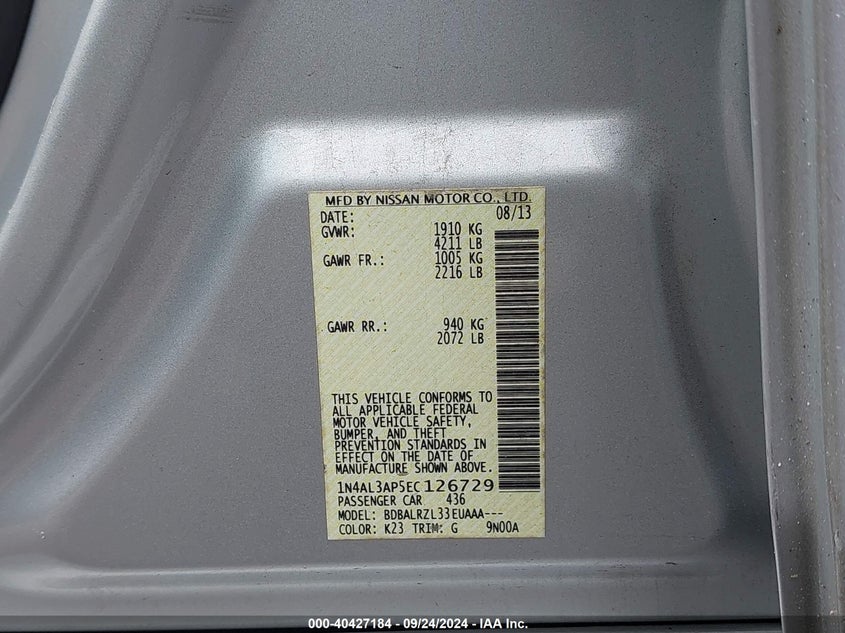 MFD BY NISSAN MOTOR CO., LTD.
DATE: 08/13
GVWR: 1910 KG
4211 LB
GAWR FR.: 1005 KG
2216 LB
GAWR RR.: 940 KG
2072 LB
THIS VEHICLE CONFORMS TO
ALL APPLICABLE FEDERAL
MOTOR VEHICLE SAFETY,
BUMPER, AND THEFT
PREVENTION STANDARDS IN
EFFECT ON THE DATE OF
MANUFACTURE SHOWN ABOVE.
1N4AL3AP5EC126729
PASSENGER CAR 436
MODEL: BDBALRZL33EUAAA---
COLOR: K23 TRIM: G 9N00A
000-40427184 - 09/24/2024 - IAA Inc.